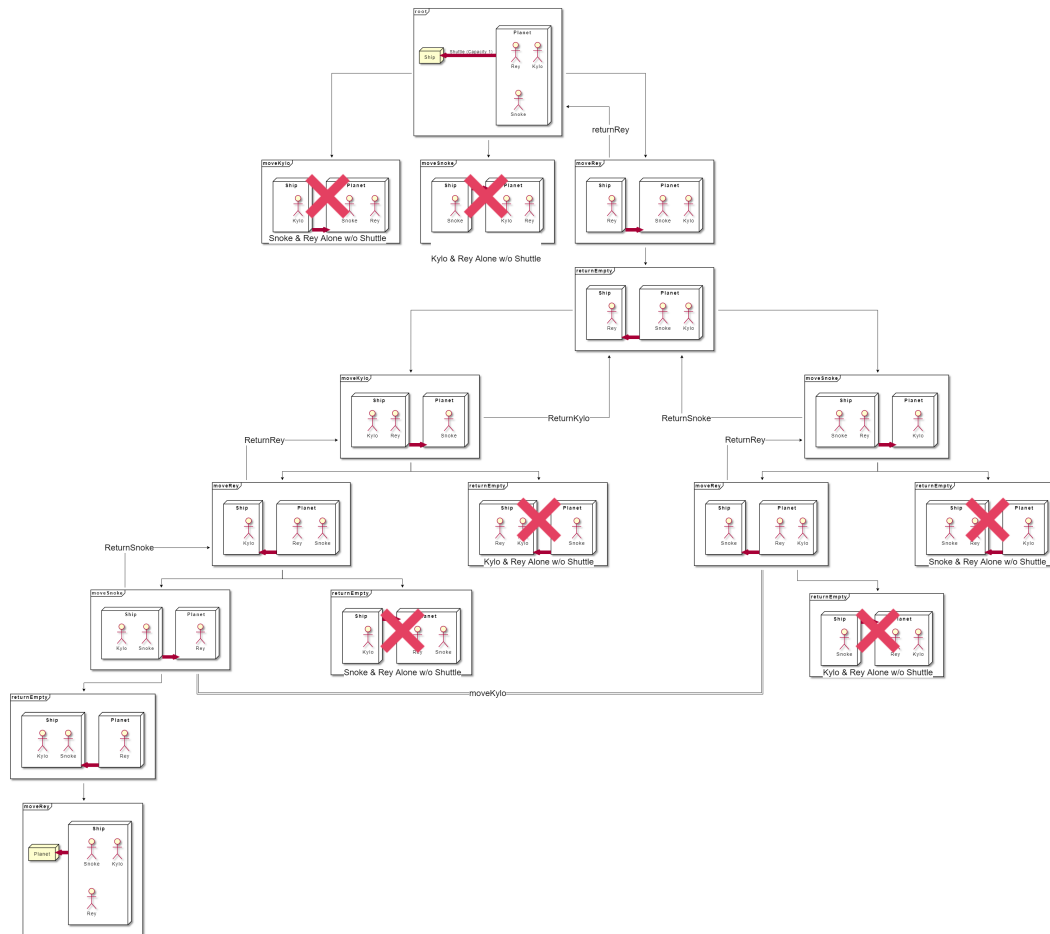 root
Planet
Shuttle (Capacity 1)
Ship
Rey Kylo
Snoke
returnRey
moveKylo
Ship Planet
Kylo Snoke Rey
Snoke & Rey Alone w/o Shuttle
moveSnoke
Ship Planet
Snoke Kylo Rey
Kylo & Rey Alone w/o Shuttle
moveRey
Ship Planet
Rey Snoke Kylo
returnEmpty
Ship Planet
Rey Snoke Kylo
moveKylo
Ship Planet
Kylo Rey Snoke
ReturnKylo
ReturnSnoke
moveSnoke
Ship Planet
Snoke Rey Kylo
ReturnRey
ReturnRey
moveRey
Ship Planet
Kylo Rey Snoke
returnEmpty
Ship Planet
Rey Kylo Snoke
Kylo & Rey Alone w/o Shuttle
moveRey
Ship Planet
Snoke Rey Kylo
returnEmpty
Ship Planet
Snoke Rey Kylo
Snoke & Rey Alone w/o Shuttle
ReturnSnoke
moveSnoke
Ship Planet
Kylo Snoke Rey
returnEmpty
Ship Planet
Kylo Rey Snoke
Snoke & Rey Alone w/o Shuttle
returnEmpty
Ship Planet
Snoke Rey Kylo
Kylo & Rey Alone w/o Shuttle
moveKylo
returnEmpty
Ship Planet
Kylo Snoke Rey
moveRey
Ship
Planet
Snoke Kylo
Rey